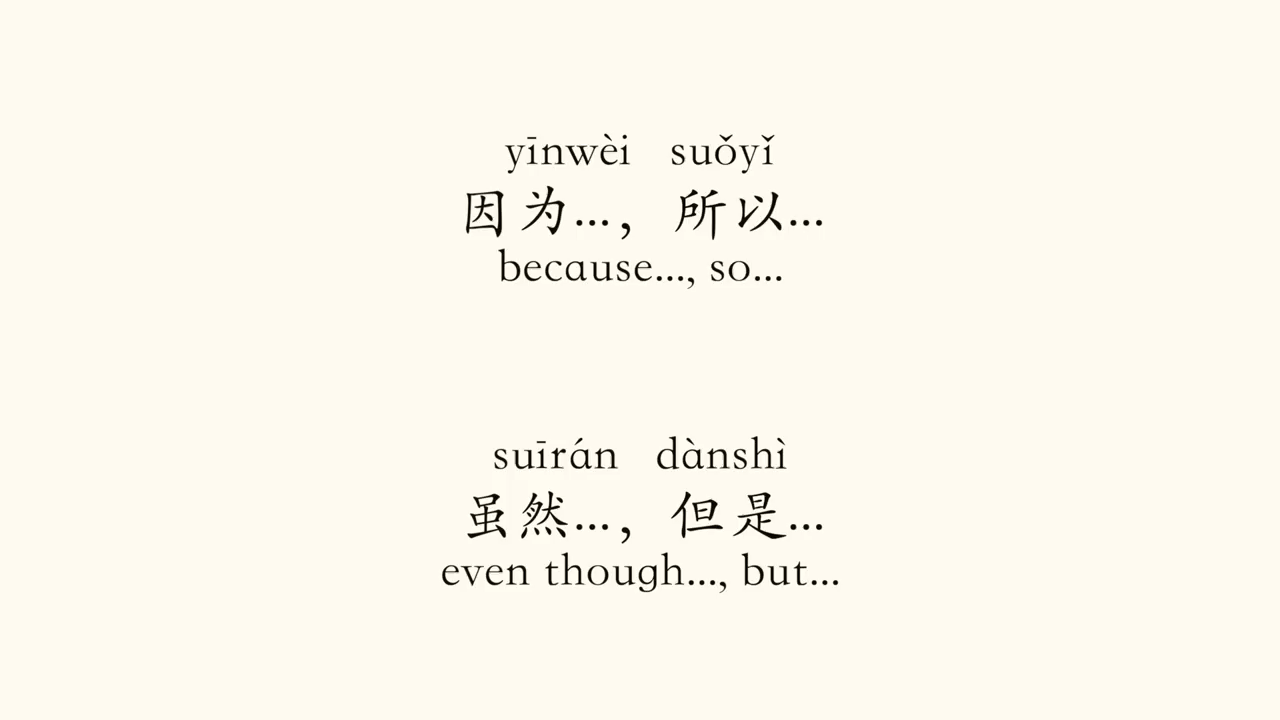 yīnwèi suǒyǐ
因为…，所以…
because…, so…
suīrán dànshì
虽然…，但是…
even though…, but…